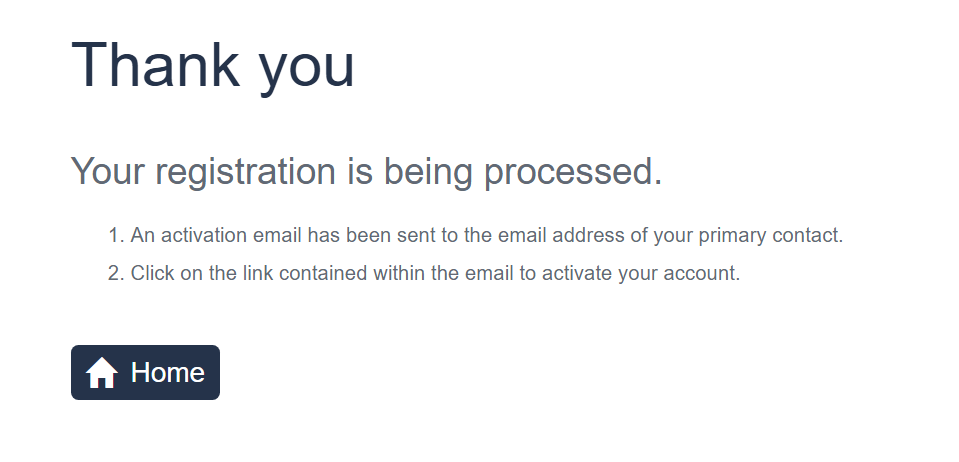 Thank you
Your registration is being processed.
1. An activation email has been sent to the email address of your primary contact.
2. Click on the link contained within the email to activate your account.
Home